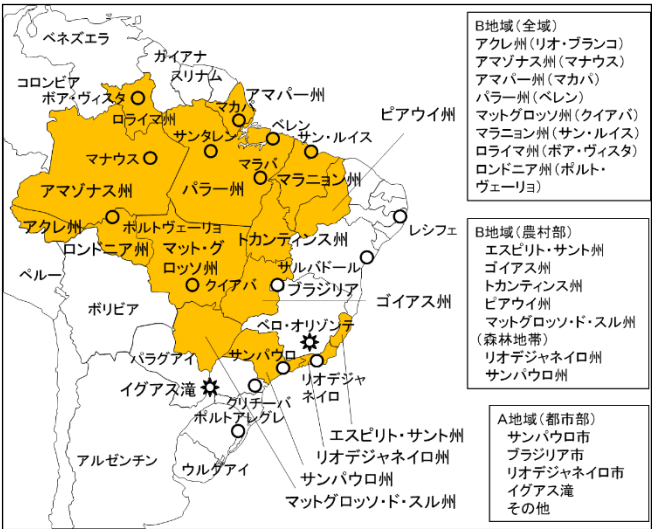 ベネズエラ
ガイアナ
スリナム
コロンビア
ボア・ヴィスタ
アマパー州
マカパ
ロライマ州
ピアウイ州
ベレン
サンタレン
サン・ルイス
マナウス
マラバ
マラニョン州
アマゾナス州
パラー州
レシフェ
アクレ州
ポルトヴェーリョ
トカンティンス州
ロンドニア州
マット・グ
ロッソ州
サルバドール
ペルー
クイアバ
ブラジリア
ゴイアス州
ボリビア
ベロ・オリゾンテ
パラグアイ
サンパウロ
リオデジャ
ネイロ
イグアス滝
クリチーバ
ポルトアレグレ
エスピリト・サント州
アルゼンチン
リオデジャネイロ州
ウルグアイ
サンパウロ州
マットグロッソ・ド・スル州
B地域(全域)
アクレ州(リオ・ブランコ)
アマゾナス州(マナウス)
アマパー州(マカパ)
パラー州(ベレン)
マットグロッソ州(クイアバ)
マラニョン州(サン・ルイス)
ロライマ州(ボア・ヴィスタ)
ロンドニア州(ポルト・
ヴェーリョ)
B地域(農村部)
エスピリト・サント州
ゴイアス州
トカンティンス州
ピアウイ州
マットグロッソ・ド・スル州
(森林地帯)
リオデジャネイロ州
サンパウロ州
A地域(都市部)
サンパウロ市
ブラジリア市
リオデジャネイロ市
イグアス滝
その他